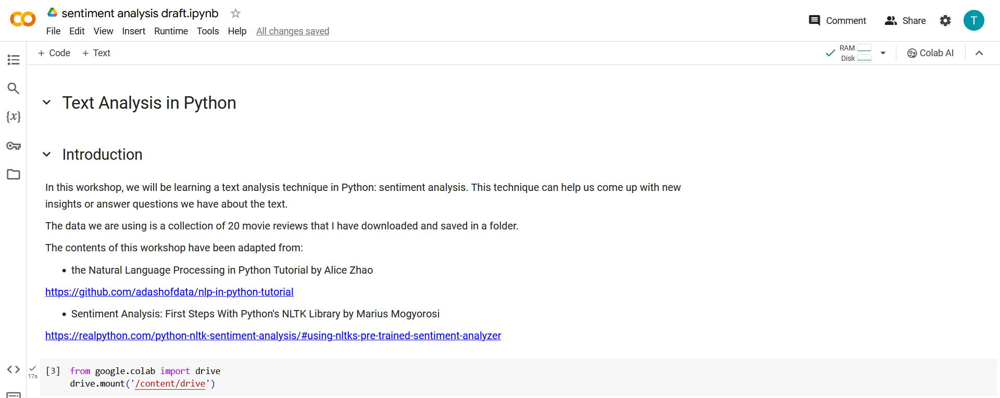 sentiment analysis draft.ipynb
File Edit View Insert Runtime Tools Help All changes saved
Comment Share T
+ Code + Text
RAM
Disk
Colab AI
{x}
Text Analysis in Python
Introduction
In this workshop, we will be learning a text analysis technique in Python: sentiment analysis. This technique can help us come up with new
insights or answer questions we have about the text.
The data we are using is a collection of 20 movie reviews that I have downloaded and saved in a folder.
The contents of this workshop have been adapted from:
• the Natural Language Processing in Python Tutorial by Alice Zhao
https://github.com/adashofdata/nlp-in-python-tutorial
• Sentiment Analysis: First Steps With Python's NLTK Library by Marius Mogyorosi
https://realpython.com/python-nltk-sentiment-analysis/#using-nltks-pre-trained-sentiment-analyzer
[3] from google.colab import drive
17s
drive.mount('/content/drive')